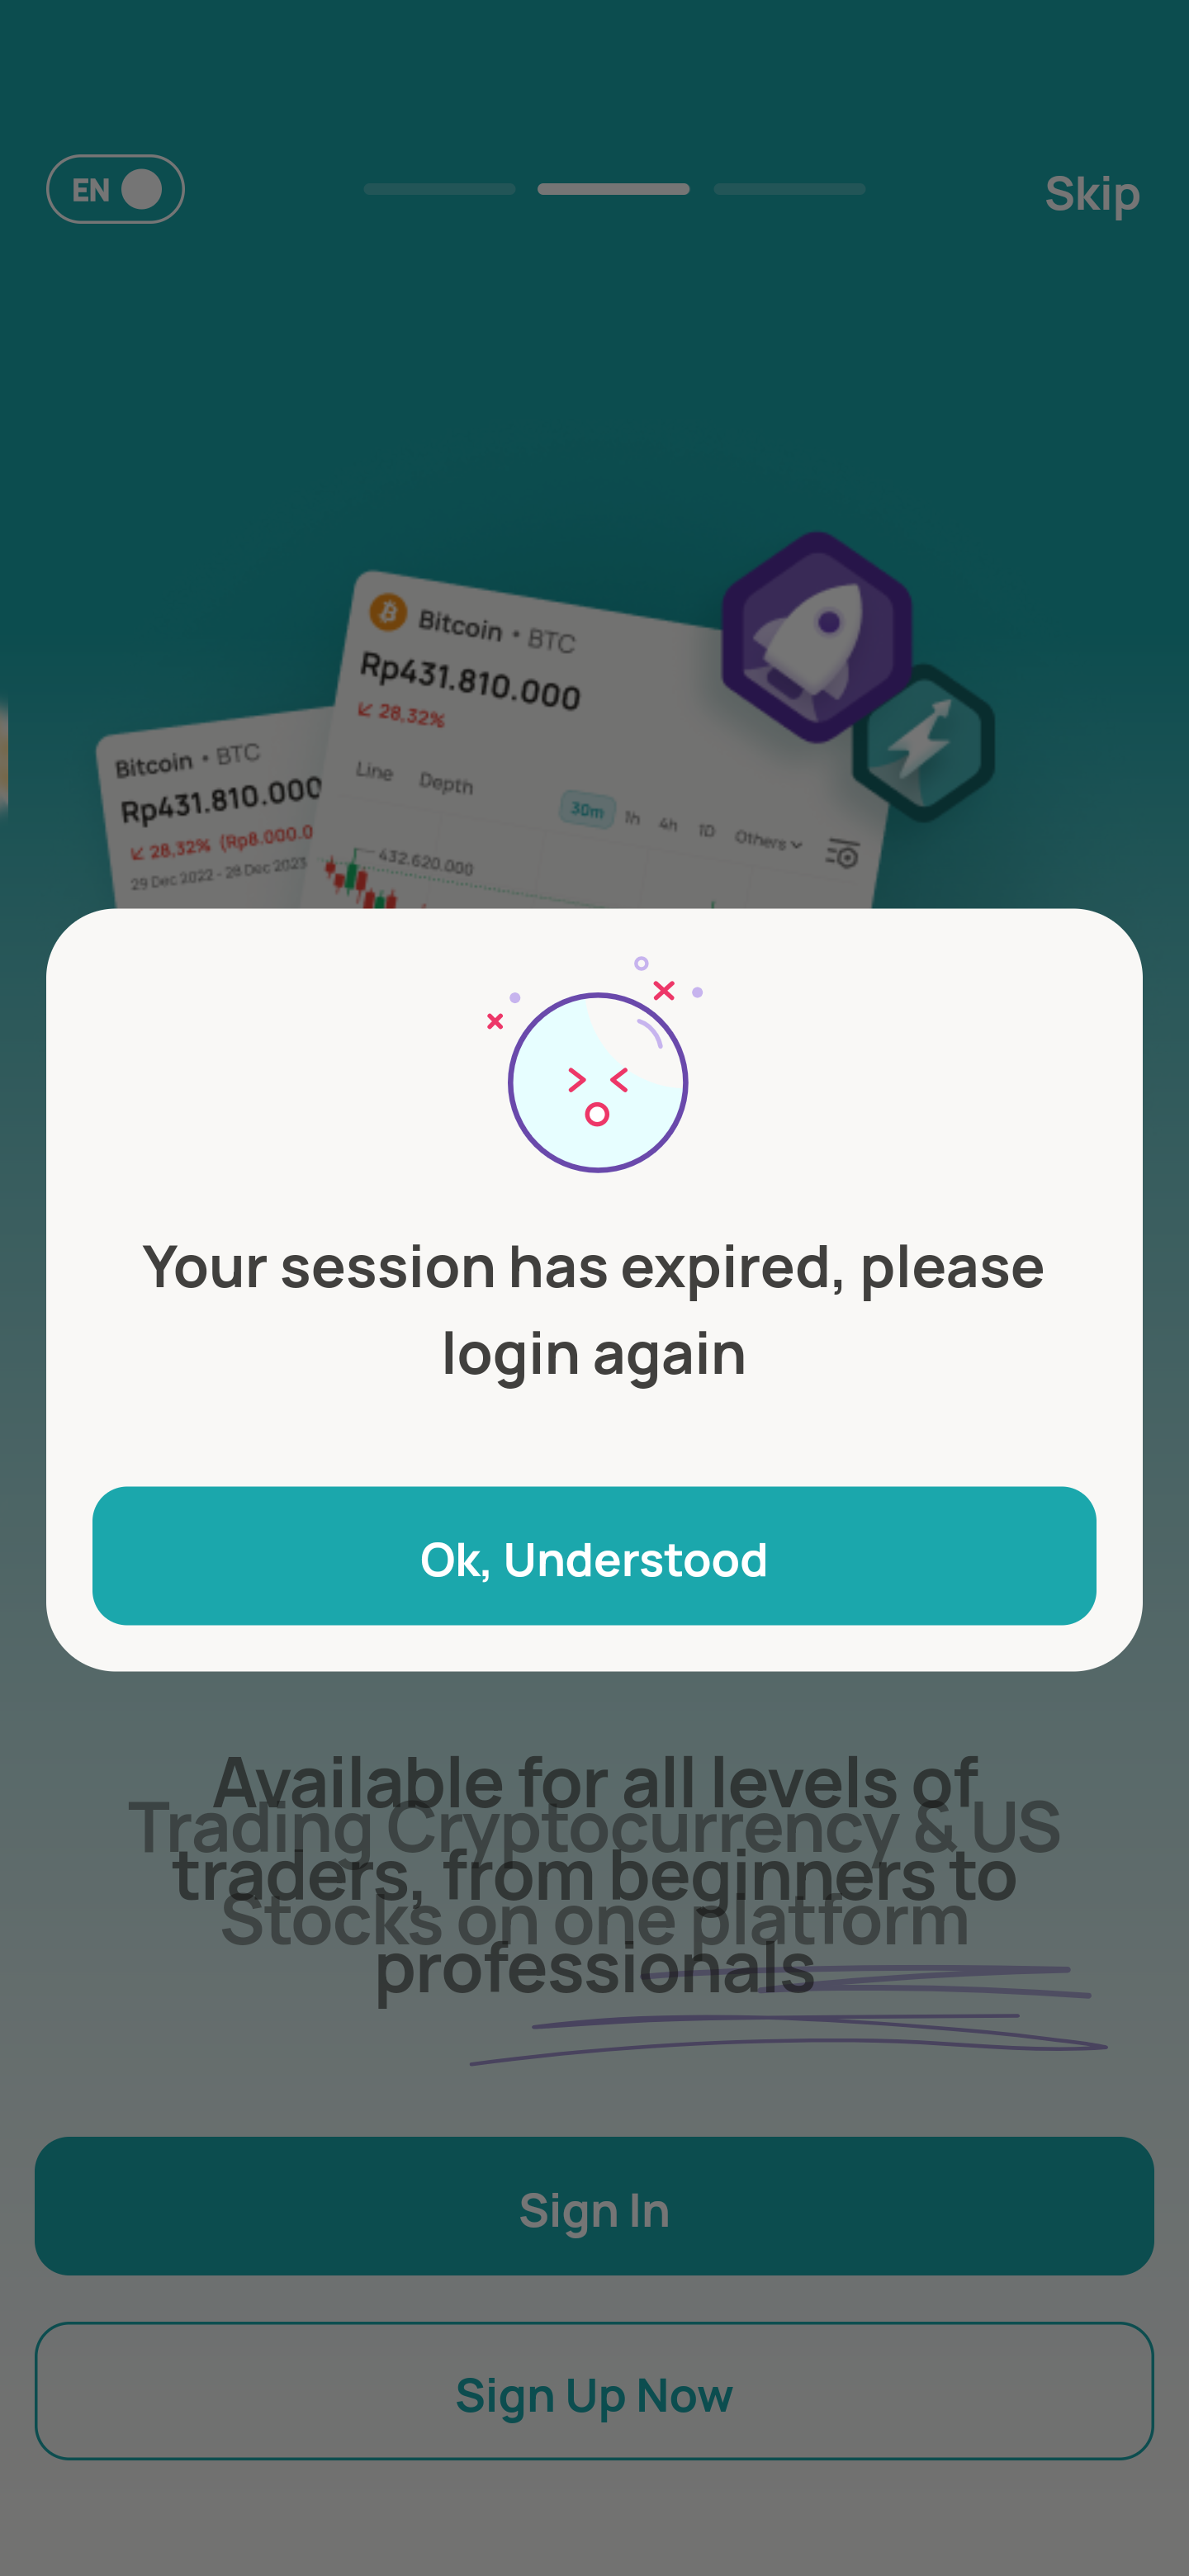 EN
Skip
Bitcoin • BTC
Rp431.810.000
28,32%
Line Depth 30m 1h 4h 1D Others
432.620.000
Bitcoin • BTC
Rp431.810.000
28,32% (Rp8.000.0
29 Dec 2022 - 28 Dec 2023
Your session has expired, please
login again
Ok, Understood
Available for all levels of
traders, from beginners to
professionals
Trading Cryptocurrency & US
Stocks on one platform
Sign In
Sign Up Now